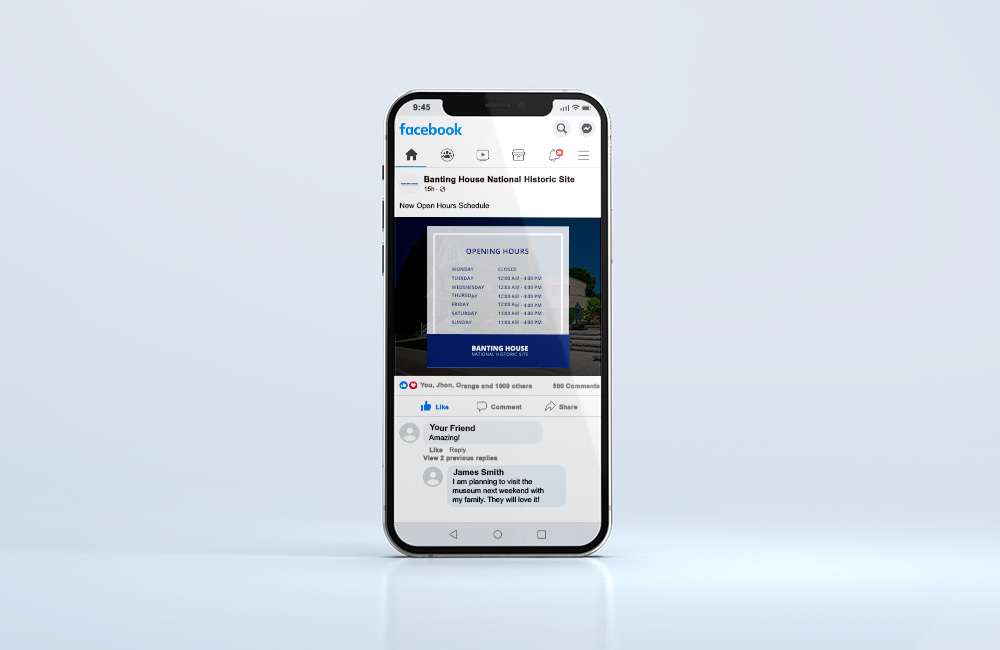 9:45
facebook
Banting House National Historic Site
15h ·
New Open Hours Schedule
OPENING HOURS
MONDAY CLOSED
TUESDAY 12:00 AM - 4:00 PM
WEDNESDAY 12:00 AM - 4:00 PM
THURSDAY 12:00 AM - 4:00 PM
FRIDAY 12:00 AM - 4:00 PM
SATURDAY 11:00 AM - 4:00 PM
SUNDAY 11:00 AM - 4:00 PM
BANTING HOUSE
NATIONAL HISTORIC SITE
You, Jhon, Orange and 1000 others 500 Comments
Like Comment Share
Your Friend
Amazing!
Like Reply
View 2 previous replies
James Smith
I am planning to visit the
museum next weekend with
my family. They will love it!